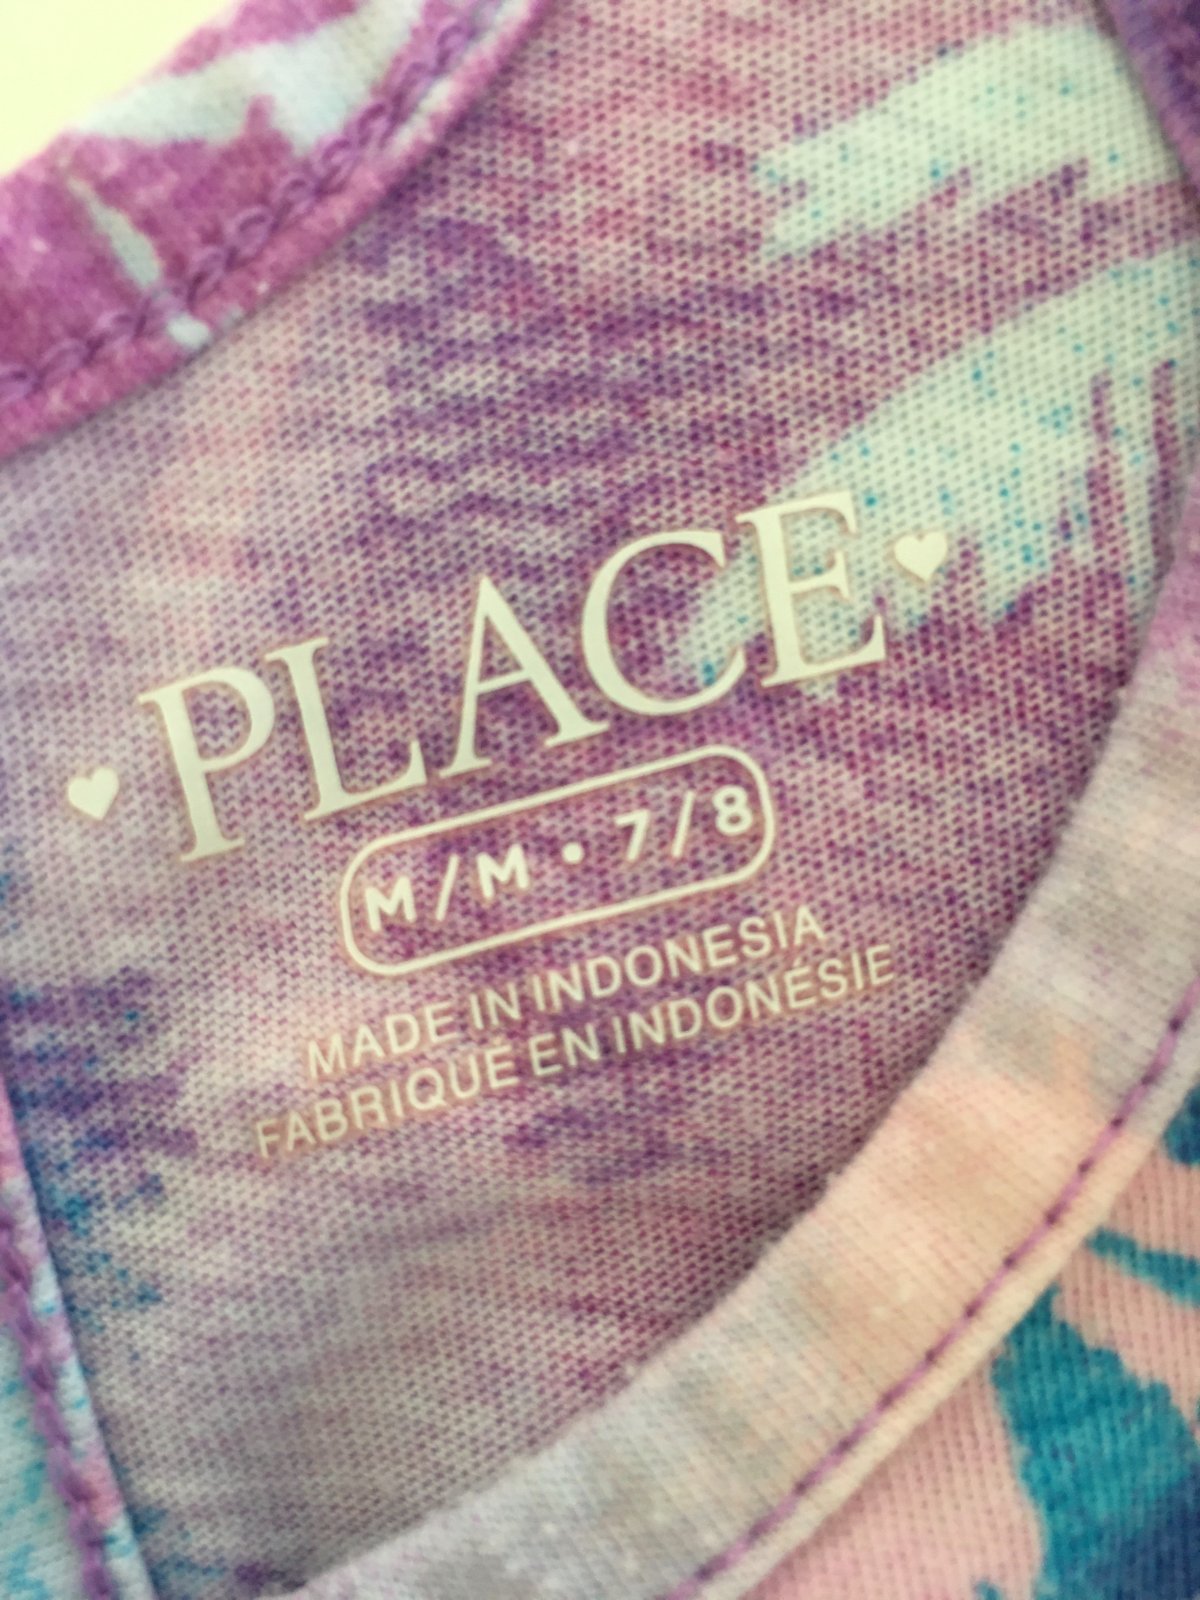 PLACE
M/M • 7/8
MADE IN INDONESIA
FABRIQUÉ EN INDONÉSIE